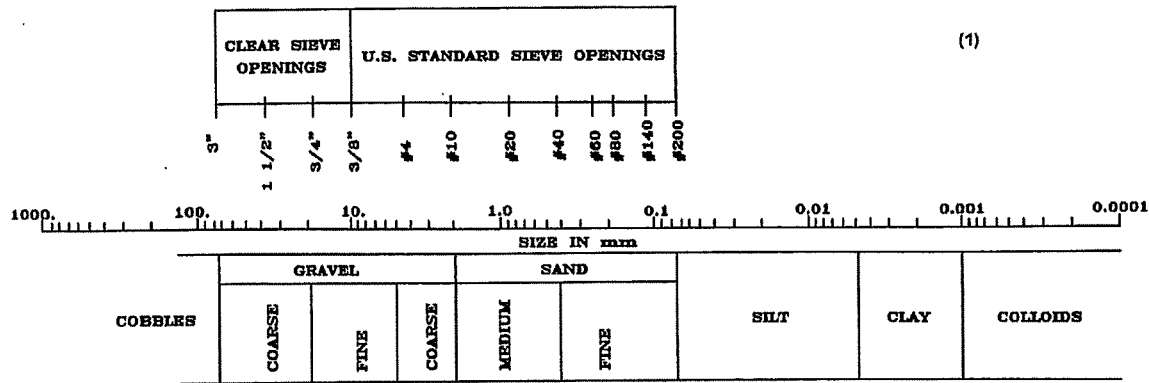 (1)
CLEAR SIEVE
OPENINGS
U.S. STANDARD SIEVE OPENINGS
3"
1 1/2"
3/4"
3/8"
#4
#10
#20
#40
#60
#80
#140
#200
1000. 100. 10. 1.0 0.1 0.01 0.001 0.0001
SIZE IN mm
GRAVEL SAND
COBBLES COARSE FINE COARSE MEDIUM FINE SILT CLAY COLLOIDS